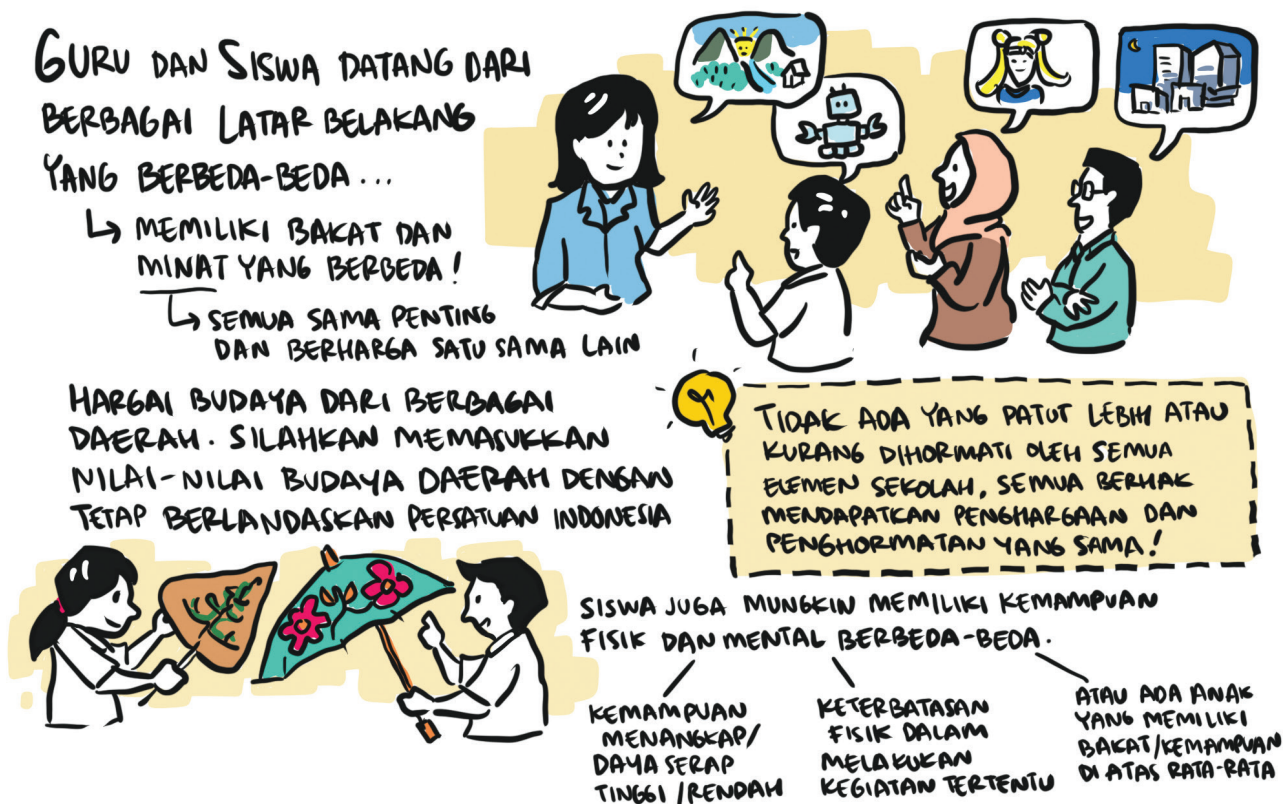 GURU DAN SISWA DATANG DARI
BERBAGAI LATAR BELAKANG
YANG BERBEDA-BEDA...
MEMILIKI BAKAT DAN
MINAT YANG BERBEDA!
SEMUA SAMA PENTING
DAN BERHARGA SATU SAMA LAIN
HARGAI BUDAYA DARI BERBAGAI
DAERAH. SILAHKAN MEMASUKKAN
NILAI-NILAI BUDAYA DAERAH DENGAN
TETAP BERLANDASKAN PERSATUAN INDONESIA
TIDAK ADA YANG PATUT LEBIH ATAU
KURANG DIHORMATI OLEH SEMUA
ELEMEN SEKOLAH, SEMUA BERHAK
MENDAPATKAN PENGHARGAAN DAN
PENGHORMATAN YANG SAMA!
SISWA JUGA MUNGKIN MEMILIKI KEMAMPUAN
FISIK DAN MENTAL BERBEDA-BEDA.
KEMAMPUAN
MENANGKAP/
DAYA SERAP
TINGGI/RENDAH
KETERBATASAN
FISIK DALAM
MELAKUKAN
KEGIATAN TERTENTU
ATAU ADA ANAK
YANG MEMILIKI
BAKAT/KEMAMPUAN
DI ATAS RATA-RATA